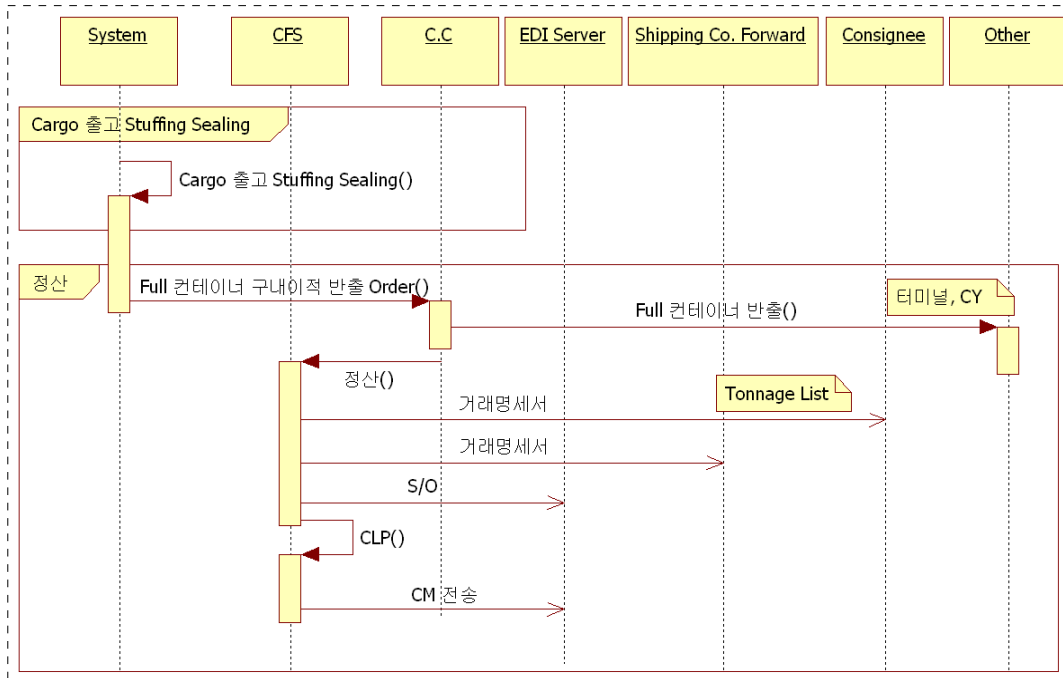 System
CFS
C.C
EDI Server
Shipping Co. Forward
Consignee
Other
Cargo 출고 Stuffing Sealing
Cargo 출고 Stuffing Sealing()
정산
Full 컨테이너 구내이적 반출 Order()
터미널, CY
Full 컨테이너 반출()
정산()
Tonnage List
거래명세서
거래명세서
S/O
CLP()
CM 전송